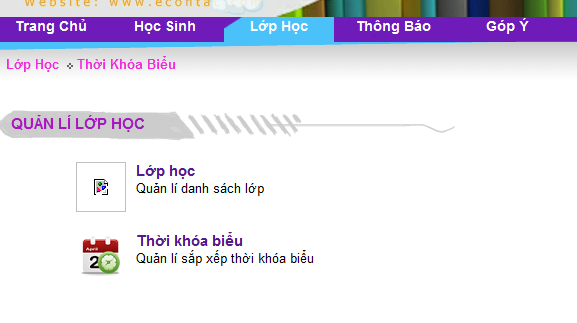 Website: www.econta
Trang Chủ Học Sinh Lớp Học Thông Báo Góp Ý
Lớp Học Thời Khóa Biểu
QUẢN LÍ LỚP HỌC
Lớp học
Quản lí danh sách lớp
April
2
Thời khóa biểu
Quản lí sắp xếp thời khóa biểu